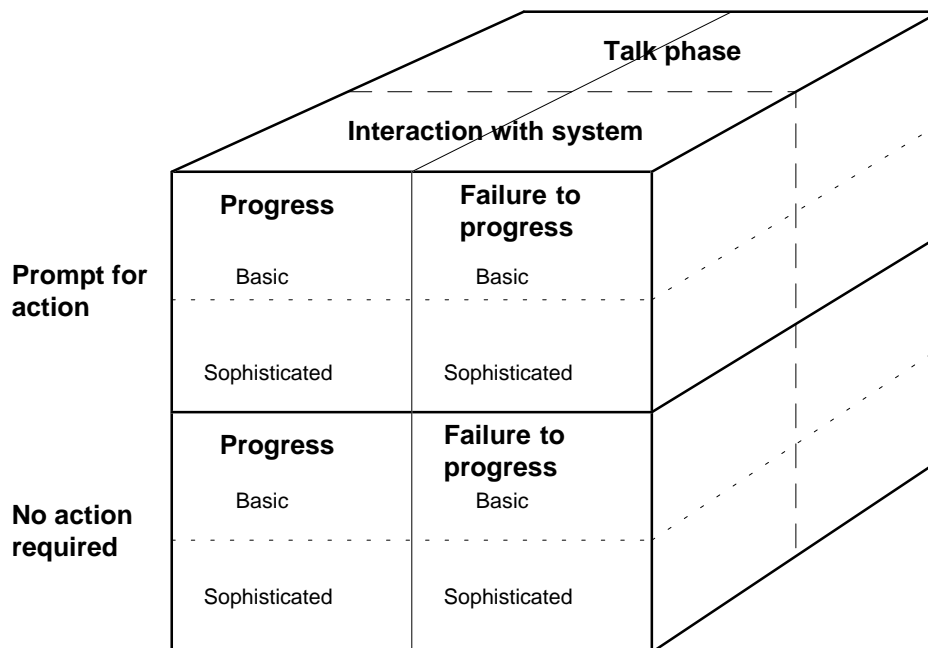 Talk phase
Interaction with system
Progress
Failure to
progress
Prompt for
action
Basic
Basic
Sophisticated
Sophisticated
Progress
Failure to
progress
No action
required
Basic
Basic
Sophisticated
Sophisticated